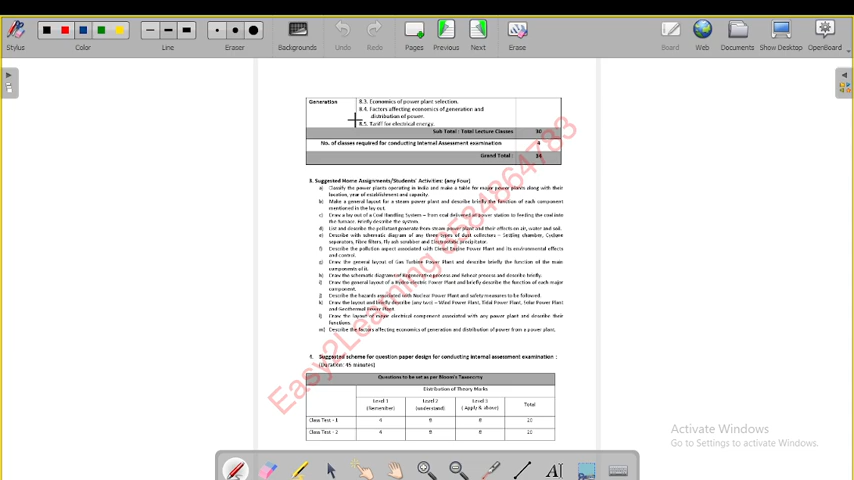 Stylus
Color
Line
Eraser
Backgrounds
Undo
Redo
Pages
Previous
Next
Erase
Board
Web
Documents
Show Desktop
OpenBoard
Generation
8.3. Economics of power plant selection.
8.4. Factors affecting economics of generation and
distribution of power.
8.5. Tariff for electrical energy.
Sub Total : Total Lecture Classes 30
No. of classes required for conducting Internal Assessment examination 4
Grand Total : 34
3. Suggested Home Assignments/Students' Activities: (any Four)
a) Classify the power plants operating in India and make a table for major power plants along with their
location, year of establishment and capacity.
b) Make a general layout for a steam power plant and describe briefly the function of each component
mentioned in the lay out.
c) Draw a lay out of a Coal Handling System – from coal delivered at power station to feeding the coal into
the furnace. Briefly describe the system.
d) List and describe the pollutant generate from steam power plant and their effects on air, water and soil.
e) Describe with schematic diagram of any three types of dust collectors – Settling chamber, Cyclone
separators, Fibre filters, Fly ash scrubber and Electrostatic precipitator.
f) Describe the pollution aspect associated with Diesel Engine Power Plant and its environmental effects
and control.
g) Draw the general layout of Gas Turbine Power Plant and describe briefly the function of the main
components of it.
h) Draw the schematic diagram of Regenerative process and Reheat process and describe briefly.
i) Draw the general layout of a Hydro electric Power Plant and briefly describe the function of each major
component.
j) Describe the hazards associated with Nuclear Power Plant and safety measures to be followed.
k) Draw the layout and briefly describe (any two) – Wind Power Plant, Tidal Power Plant, Solar Power Plant
and Geothermal Power Plant.
l) Draw the layout of major electrical component associated with any power plant and describe their
functions.
m) Describe the factors affecting economics of generation and distribution of power from a power plant.
4. Suggested scheme for question paper design for conducting internal assessment examination :
(Duration: 45 minutes)
Questions to be set as per Bloom's Taxonomy
Distribution of Theory Marks
Level 1 Level 2 Level 3 Total
(Remember) (understand) ( Apply & above)
Class Test - 1 4 8 8 20
Class Test - 2 4 8 8 20
Easy2Learning 8584864733
Activate Windows
Go to Settings to activate Windows.